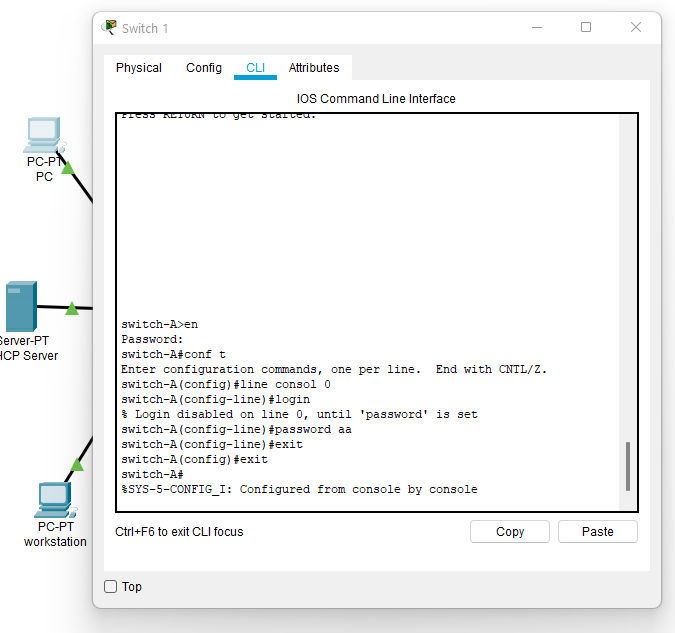 Switch 1
Physical Config CLI Attributes
IOS Command Line Interface
Press RETURN to get started.
switch-A>en
Password:
switch-A#conf t
Enter configuration commands, one per line.  End with CNTL/Z.
switch-A(config)#line consol 0
switch-A(config-line)#login
% Login disabled on line 0, until 'password' is set
switch-A(config-line)#password aa
switch-A(config-line)#exit
switch-A(config)#exit
switch-A#
%SYS-5-CONFIG_I: Configured from console by console
Ctrl+F6 to exit CLI focus
Copy
Paste
Top
PC-PT
PC
Server-PT
HCP Server
PC-PT
workstation